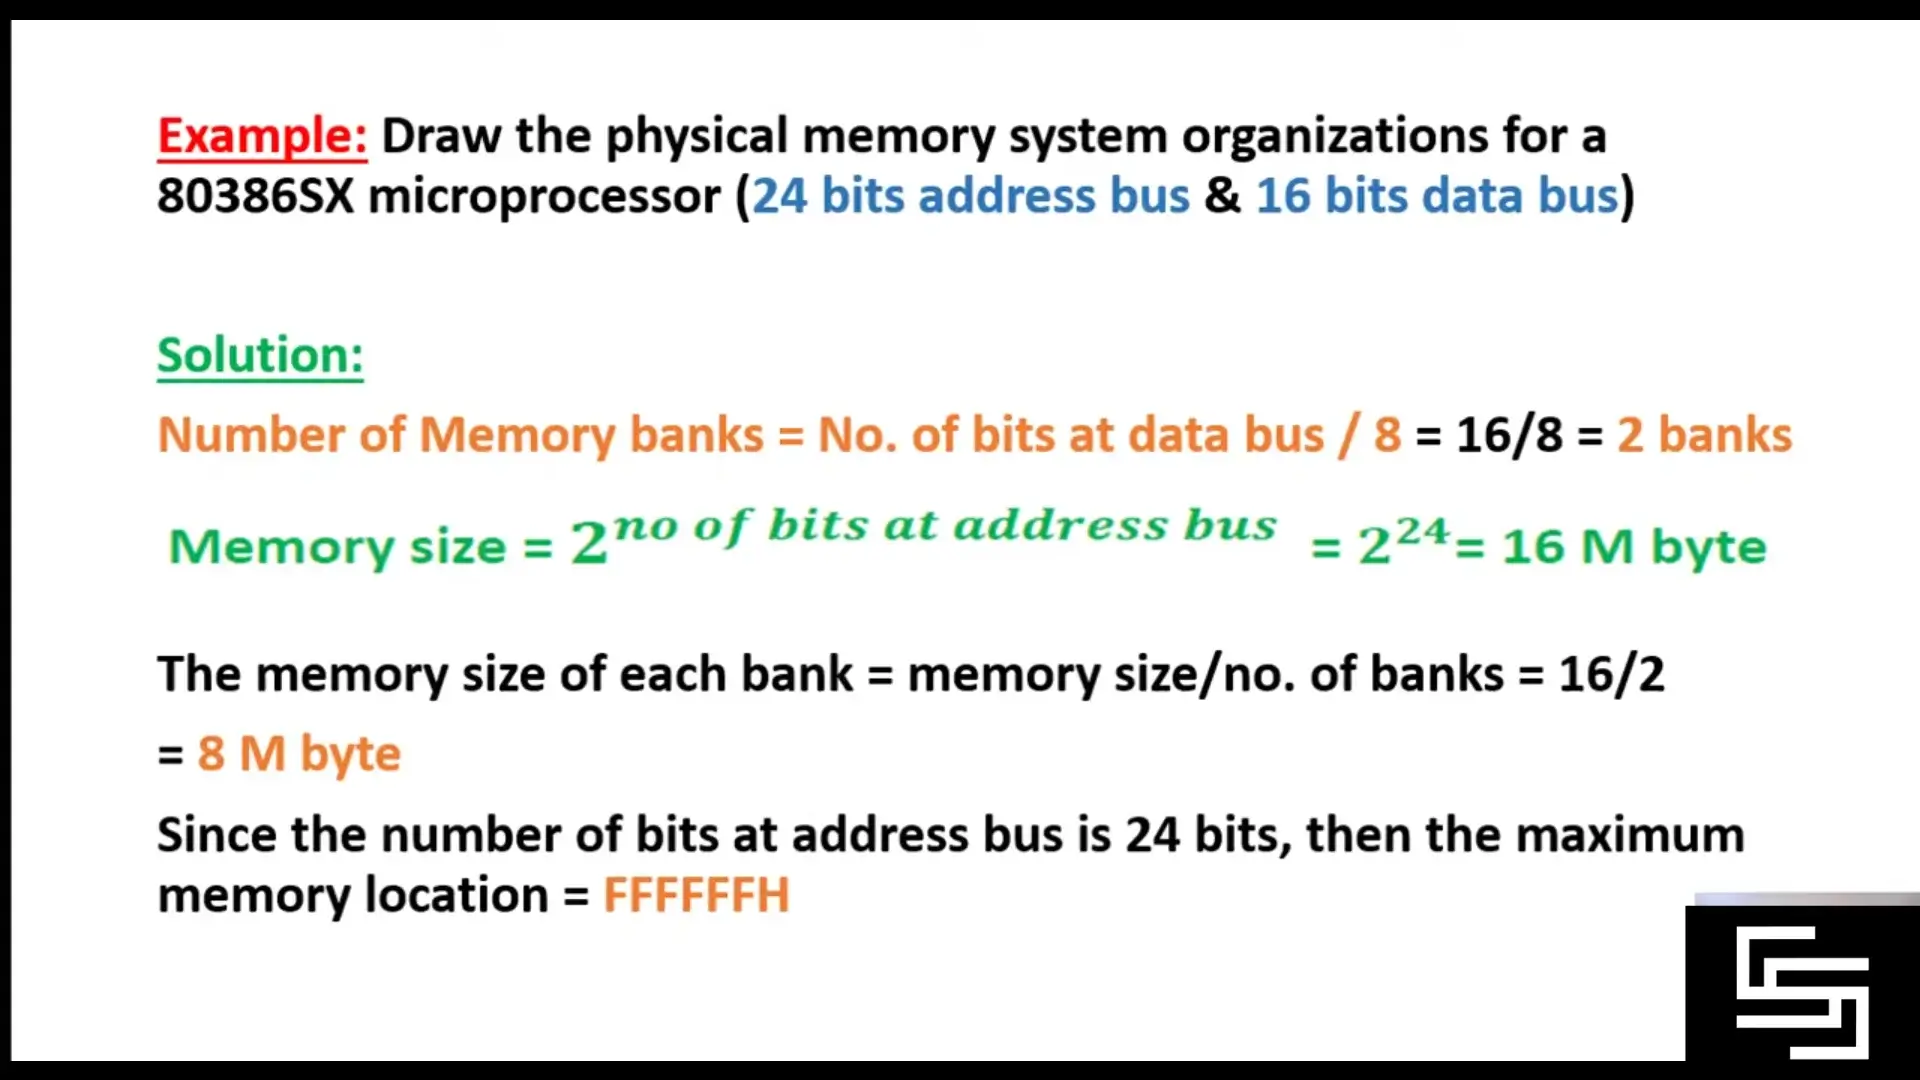 Example: Draw the physical memory system organizations for a
80386SX microprocessor (24 bits address bus & 16 bits data bus)
Solution:
Number of Memory banks = No. of bits at data bus / 8 = 16/8 = 2 banks
Memory size = 2^no of bits at address bus = 2^24= 16 M byte
The memory size of each bank = memory size/no. of banks = 16/2
= 8 M byte
Since the number of bits at address bus is 24 bits, then the maximum
memory location = FFFFFFH